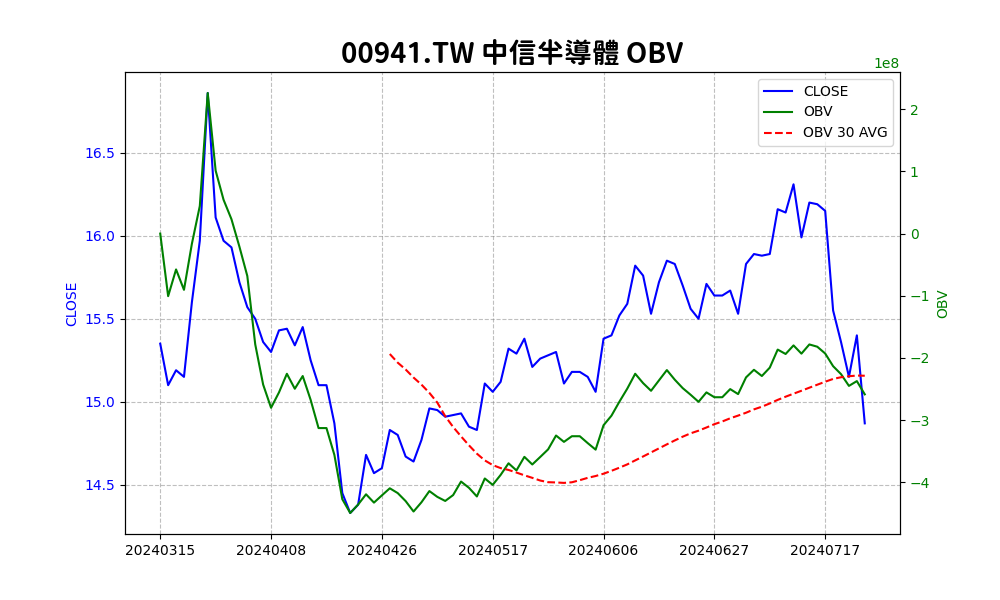 00941.TW 中信半導體 OBV
1e8
CLOSE
OBV
OBV 30 AVG
16.5
16.0
15.5
15.0
14.5
CLOSE
2
1
0
−1
−2
−3
−4
OBV
20240315
20240408
20240426
20240517
20240606
20240627
20240717